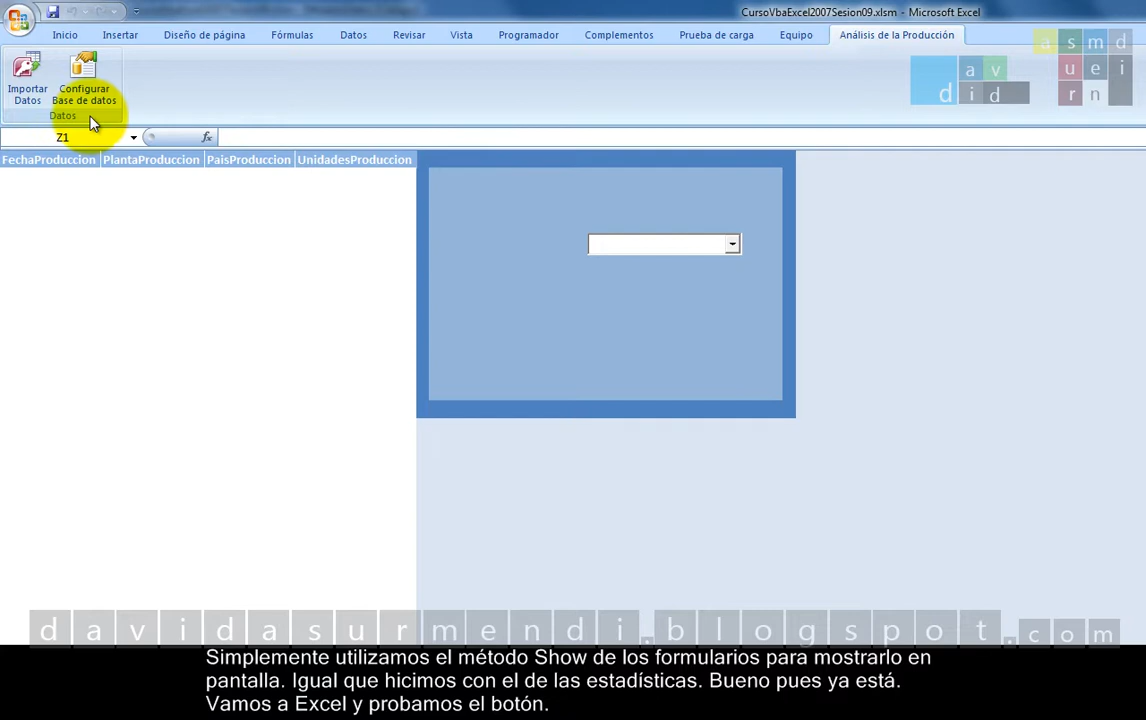 CursoVbaExcel2007Sesion09.xlsm - Microsoft Excel
Inicio Insertar Diseño de página Fórmulas Datos Revisar Vista Programador Complementos Prueba de carga Equipo Análisis de la Producción
Importar Datos
Configurar Base de datos
Datos
a s m d
u e i
r n
a v
d i d
Z1 fx
FechaProduccion PlantaProduccion PaisProduccion UnidadesProduccion
davidasurmendi.blogspot.com
Simplemente utilizamos el método Show de los formularios para mostrarlo en
pantalla. Igual que hicimos con el de las estadísticas. Bueno pues ya está.
Vamos a Excel y probamos el botón.